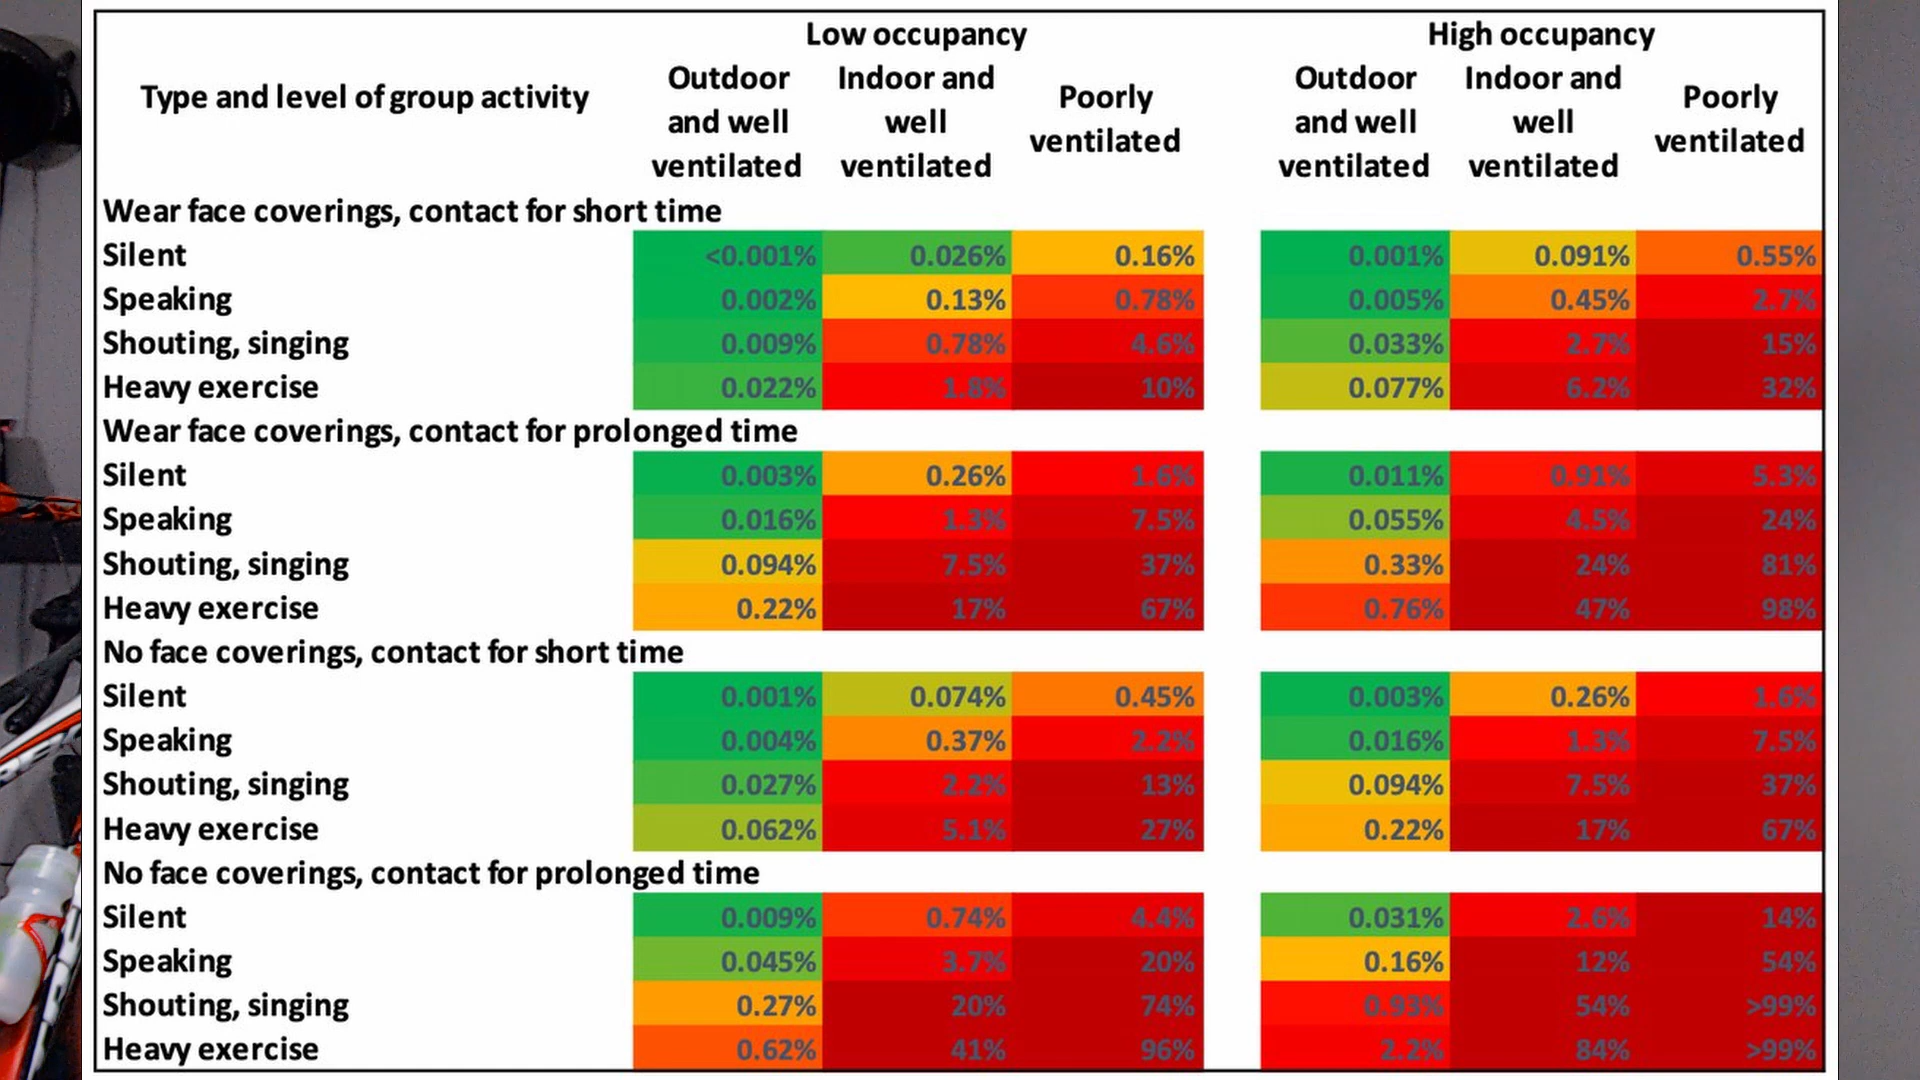 Low occupancy High occupancy
Type and level of group activity Outdoor and well ventilated Indoor and well ventilated Poorly ventilated Outdoor and well ventilated Indoor and well ventilated Poorly ventilated
Wear face coverings, contact for short time
Silent <0.001% 0.026% 0.16% 0.001% 0.091% 0.55%
Speaking 0.002% 0.13% 0.78% 0.005% 0.45% 2.7%
Shouting, singing 0.009% 0.78% 4.6% 0.033% 2.7% 15%
Heavy exercise 0.022% 1.8% 10% 0.077% 6.2% 32%
Wear face coverings, contact for prolonged time
Silent 0.003% 0.26% 1.6% 0.011% 0.91% 5.3%
Speaking 0.016% 1.3% 7.5% 0.055% 4.5% 24%
Shouting, singing 0.094% 7.5% 37% 0.33% 24% 81%
Heavy exercise 0.22% 17% 67% 0.76% 47% 98%
No face coverings, contact for short time
Silent 0.001% 0.074% 0.45% 0.003% 0.26% 1.6%
Speaking 0.004% 0.37% 2.2% 0.016% 1.3% 7.5%
Shouting, singing 0.027% 2.2% 13% 0.094% 7.5% 37%
Heavy exercise 0.062% 5.1% 27% 0.22% 17% 67%
No face coverings, contact for prolonged time
Silent 0.009% 0.74% 4.4% 0.031% 2.6% 14%
Speaking 0.045% 3.7% 20% 0.16% 12% 54%
Shouting, singing 0.27% 20% 74% 0.93% 54% >99%
Heavy exercise 0.62% 41% 96% 2.2% 84% >99%